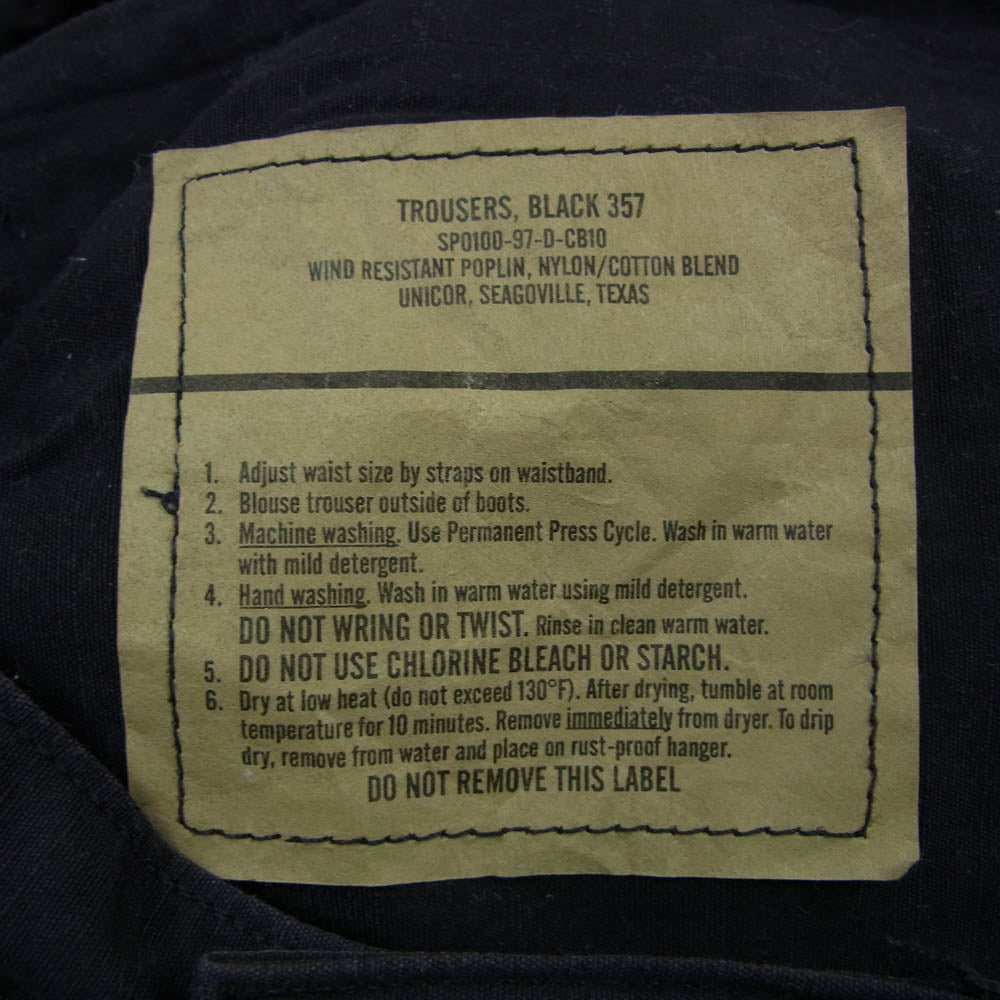 TROUSERS, BLACK 357
SPO100-97-D-CB10
WIND RESISTANT POPLIN, NYLON/COTTON BLEND
UNICOR, SEAGOVILLE, TEXAS
1. Adjust waist size by straps on waistband.
2. Blouse trouser outside of boots.
3. Machine washing. Use Permanent Press Cycle. Wash in warm water
with mild detergent.
4. Hand washing. Wash in warm water using mild detergent.
DO NOT WRING OR TWIST. Rinse in clean warm water.
5. DO NOT USE CHLORINE BLEACH OR STARCH.
6. Dry at low heat (do not exceed 130°F). After drying, tumble at room
temperature for 10 minutes. Remove immediately from dryer. To drip
dry, remove from water and place on rust-proof hanger.
DO NOT REMOVE THIS LABEL